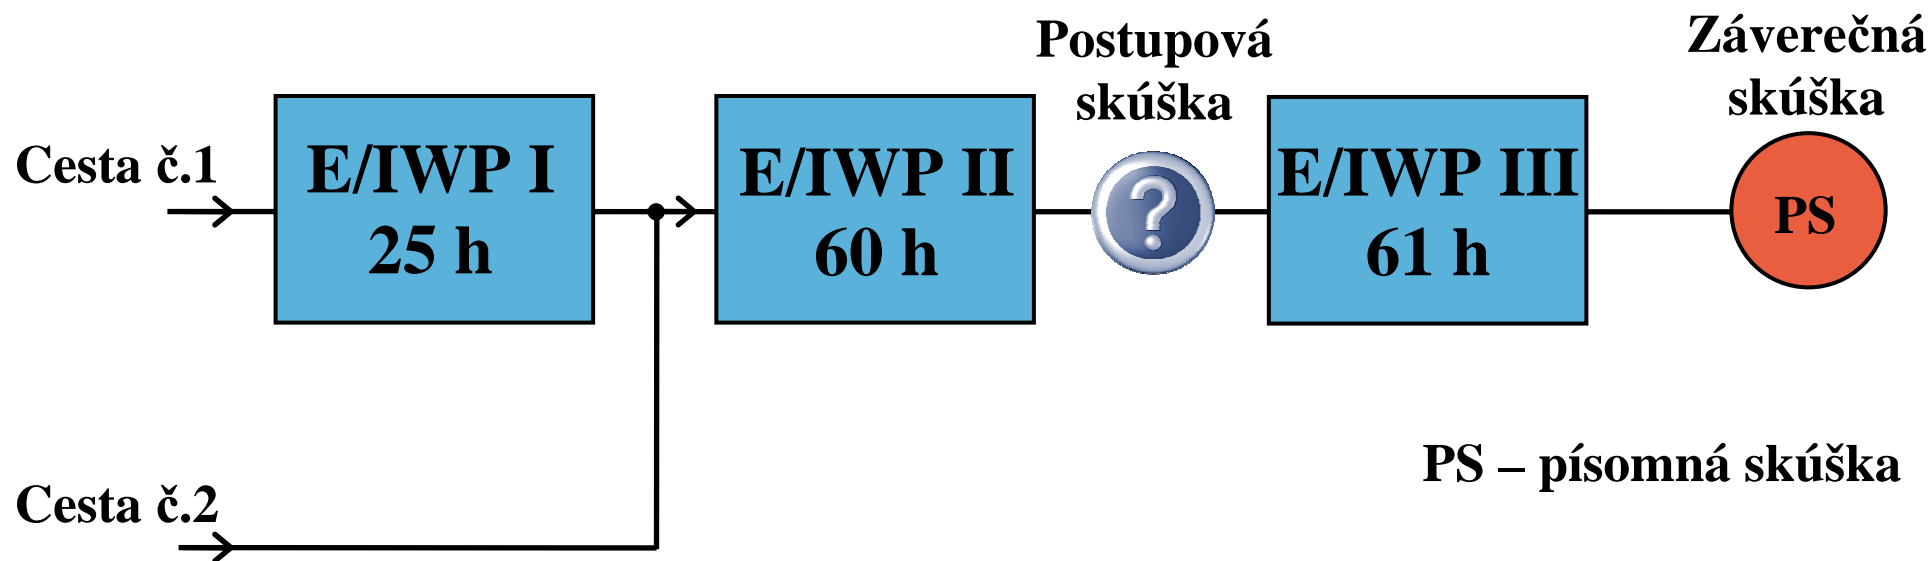 Cesta č.1
E/IWP I
25 h
E/IWP II
60 h
Postupová
skúška
?
E/IWP III
61 h
Záverečná
skúška
PS
PS – písomná skúška
Cesta č.2